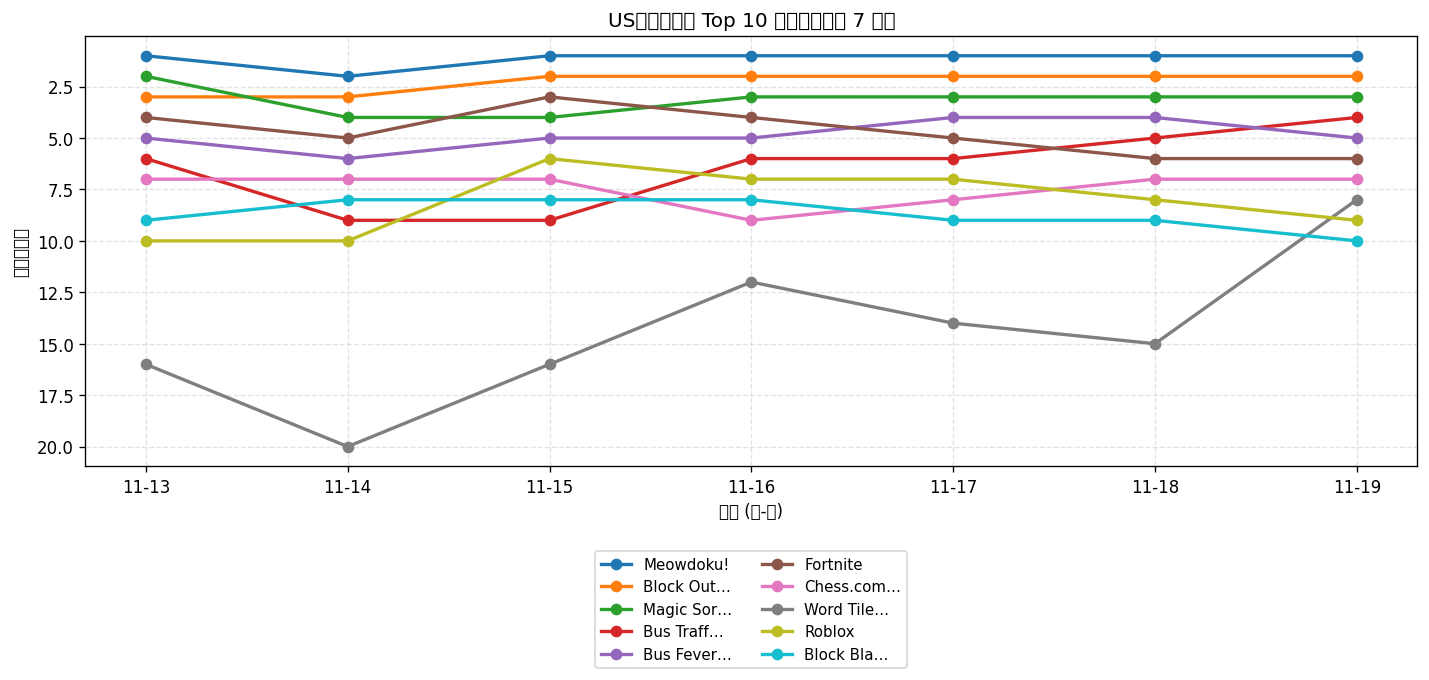 US Top 10 7
2.5
5.0
7.5
10.0
12.5
15.0
17.5
20.0
11-13 11-14 11-15 11-16 11-17 11-18 11-19
Meowdoku!
Block Out...
Magic Sor...
Bus Traff...
Bus Fever...
Fortnite
Chess.com...
Word Tile...
Roblox
Block Bla...